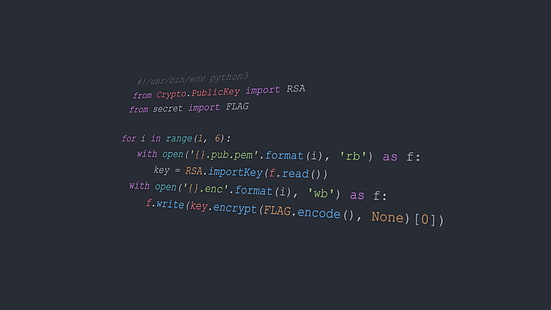 #!/usr/bin/env python3
from Crypto.PublicKey import RSA
from secret import FLAG
for i in range(1, 6):
with open('{}.pub.pem'.format(i), 'rb') as f:
key = RSA.importKey(f.read())
with open('{}.enc'.format(i), 'wb') as f:
f.write(key.encrypt(FLAG.encode(), None)[0])